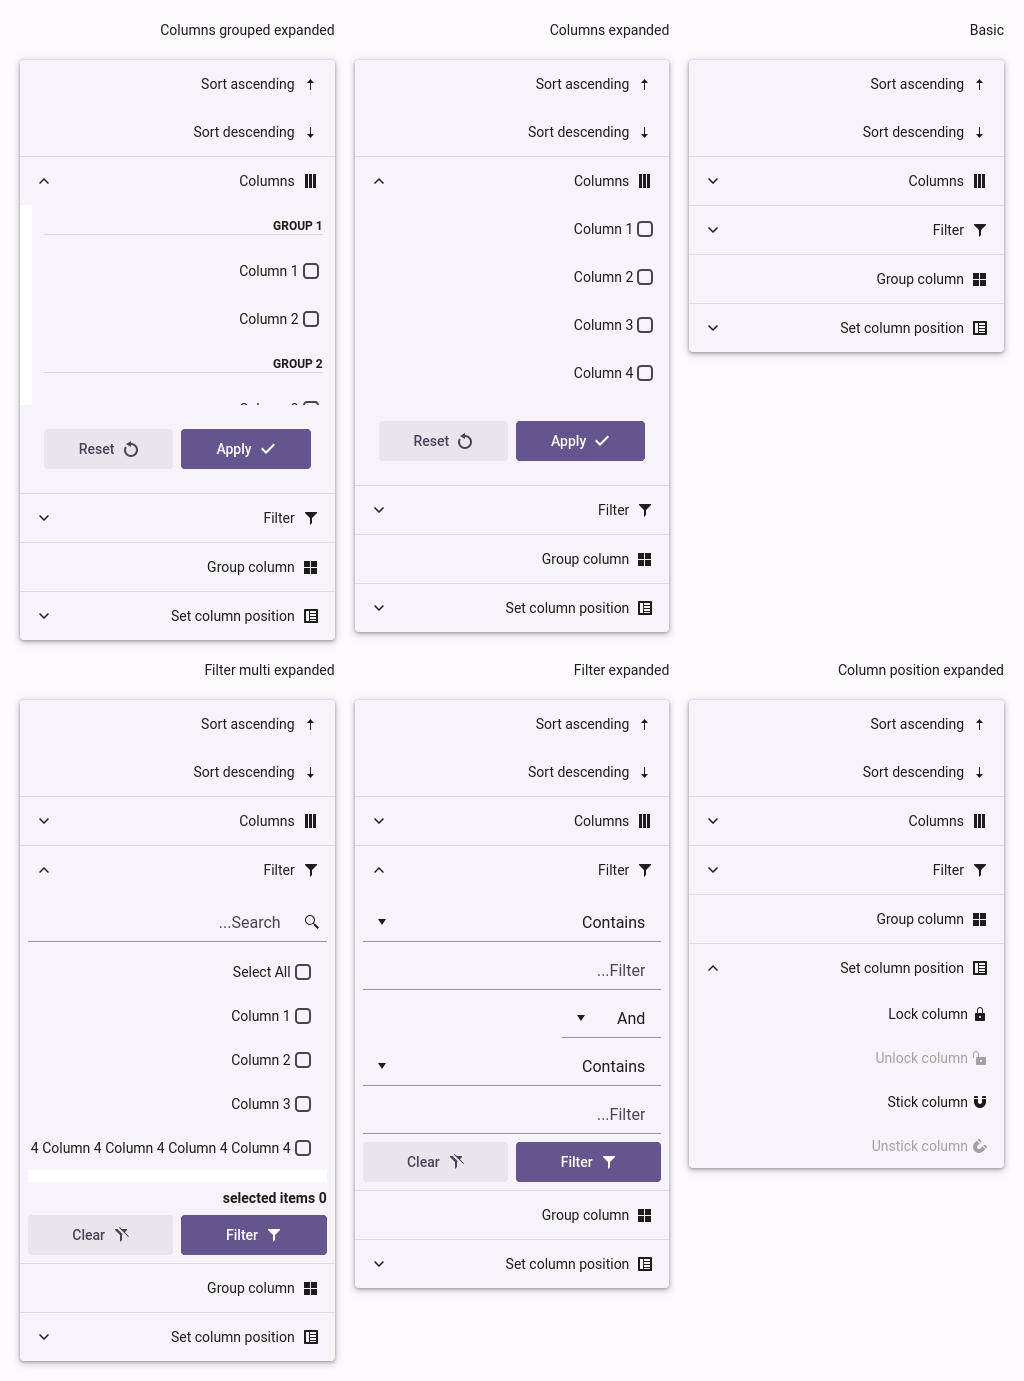 Basic
Sort ascending
Sort descending
Columns
Filter
Group column
Set column position
Columns expanded
Sort ascending
Sort descending
Columns
Column 1
Column 2
Column 3
Column 4
Reset
Apply
Filter
Group column
Set column position
Columns grouped expanded
Sort ascending
Sort descending
Columns
GROUP 1
Column 1
Column 2
GROUP 2
Reset
Apply
Filter
Group column
Set column position
Column position expanded
Sort ascending
Sort descending
Columns
Filter
Group column
Set column position
Lock column
Unlock column
Stick column
Unstick column
Filter expanded
Sort ascending
Sort descending
Columns
Filter
Contains
...Filter
And
Contains
...Filter
Clear
Filter
Group column
Set column position
Filter multi expanded
Sort ascending
Sort descending
Columns
Filter
...Search
Select All
Column 1
Column 2
Column 3
4 Column 4 Column 4 Column 4 Column 4
selected items 0
Clear
Filter
Group column
Set column position